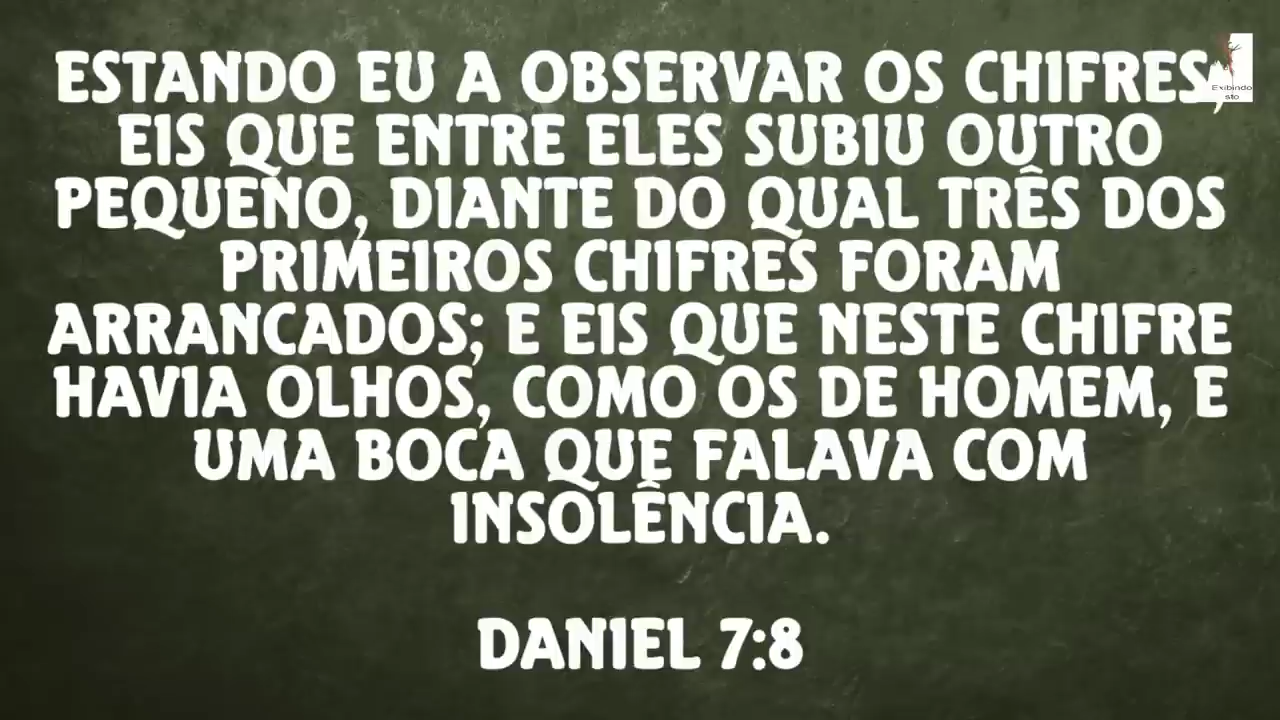 ESTANDO EU A OBSERVAR OS CHIFRES,
EIS QUE ENTRE ELES SUBIU OUTRO
PEQUENO, DIANTE DO QUAL TRÊS DOS
PRIMEIROS CHIFRES FORAM
ARRANCADOS; E EIS QUE NESTE CHIFRE
HAVIA OLHOS, COMO OS DE HOMEM, E
UMA BOCA QUE FALAVA COM
INSOLÊNCIA.
DANIEL 7:8
Exibindo
sto